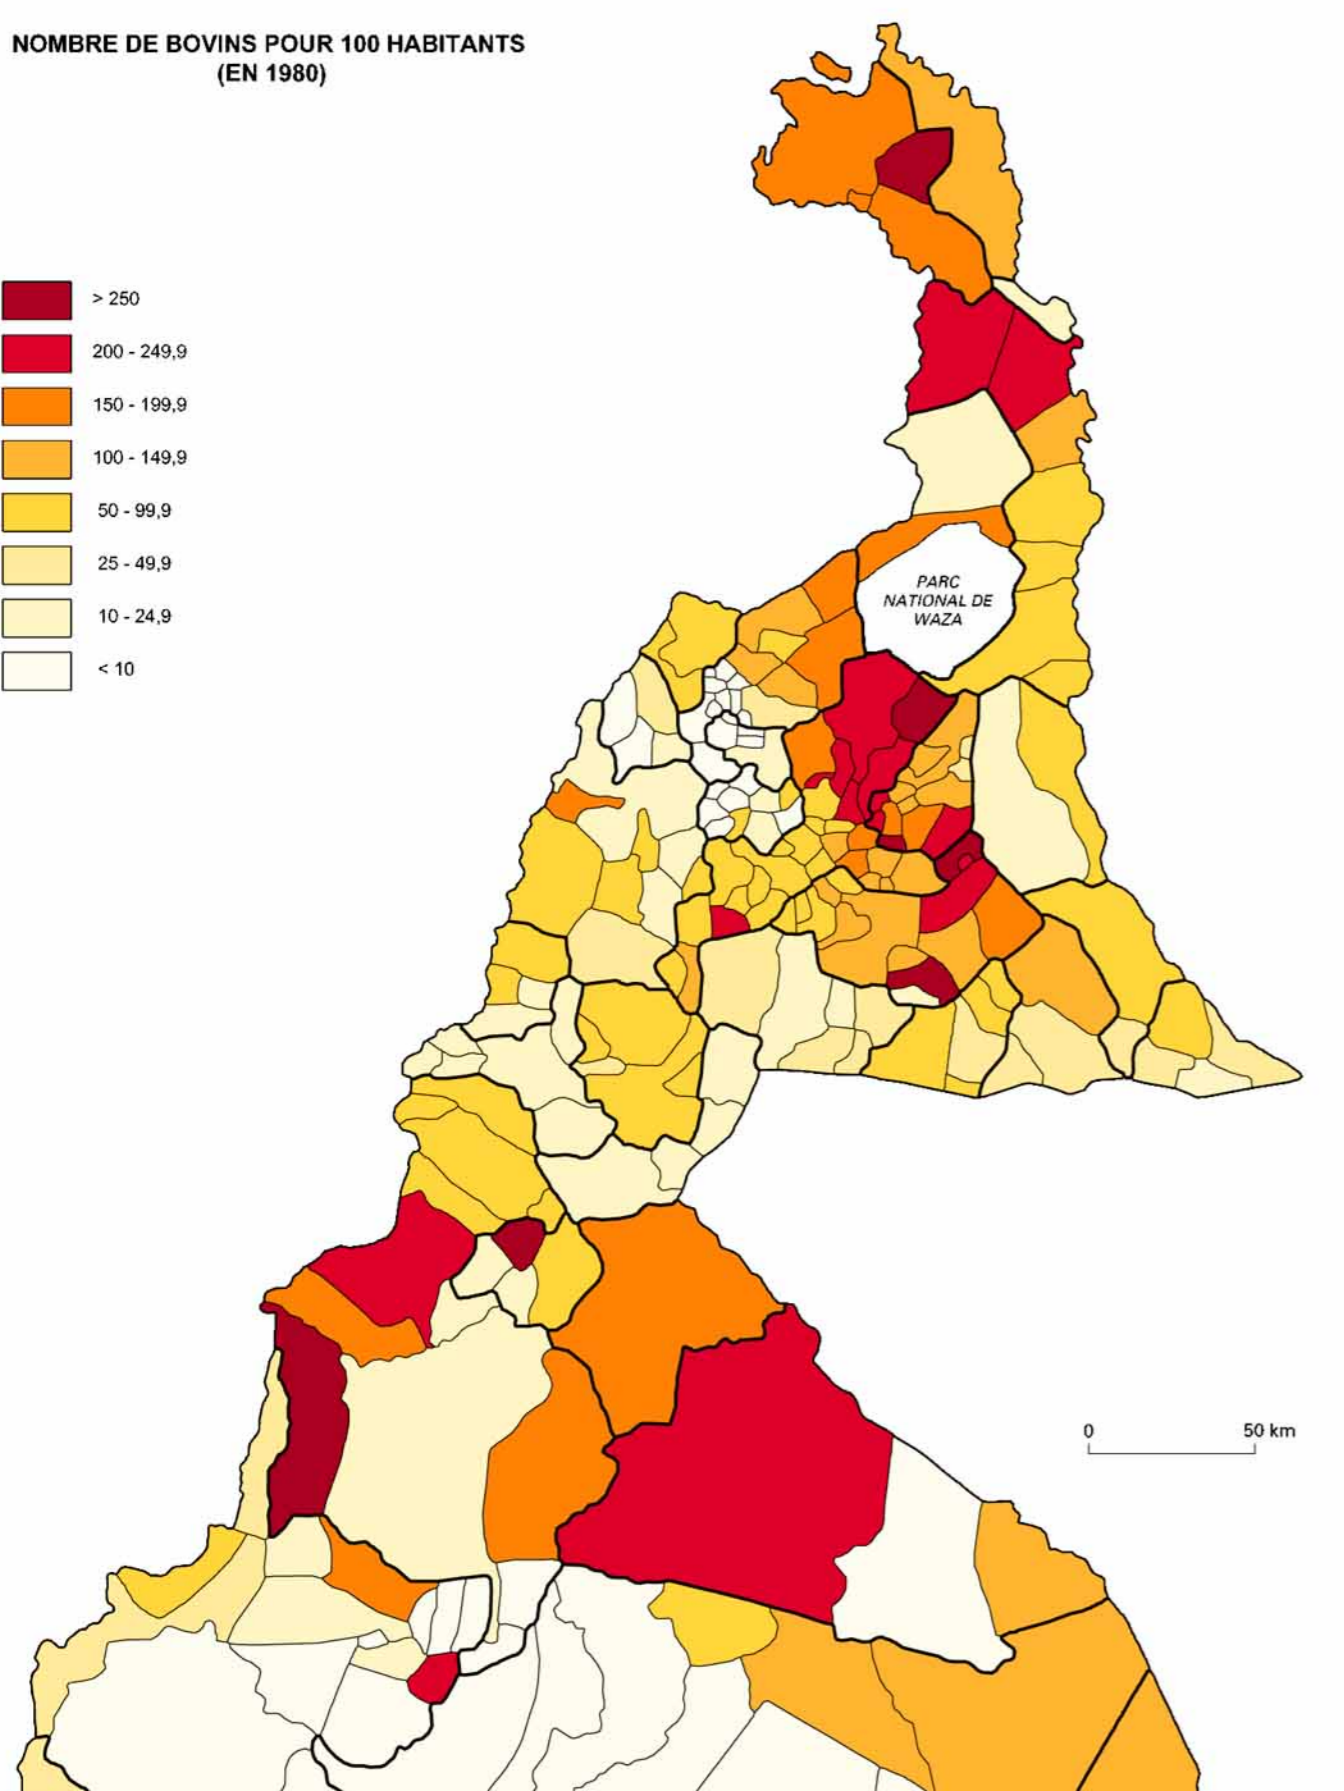 NOMBRE DE BOVINS POUR 100 HABITANTS
(EN 1980)
> 250
200 - 249,9
150 - 199,9
100 - 149,9
50 - 99,9
25 - 49,9
10 - 24,9
< 10
PARC
NATIONAL DE
WAZA
0 50 km